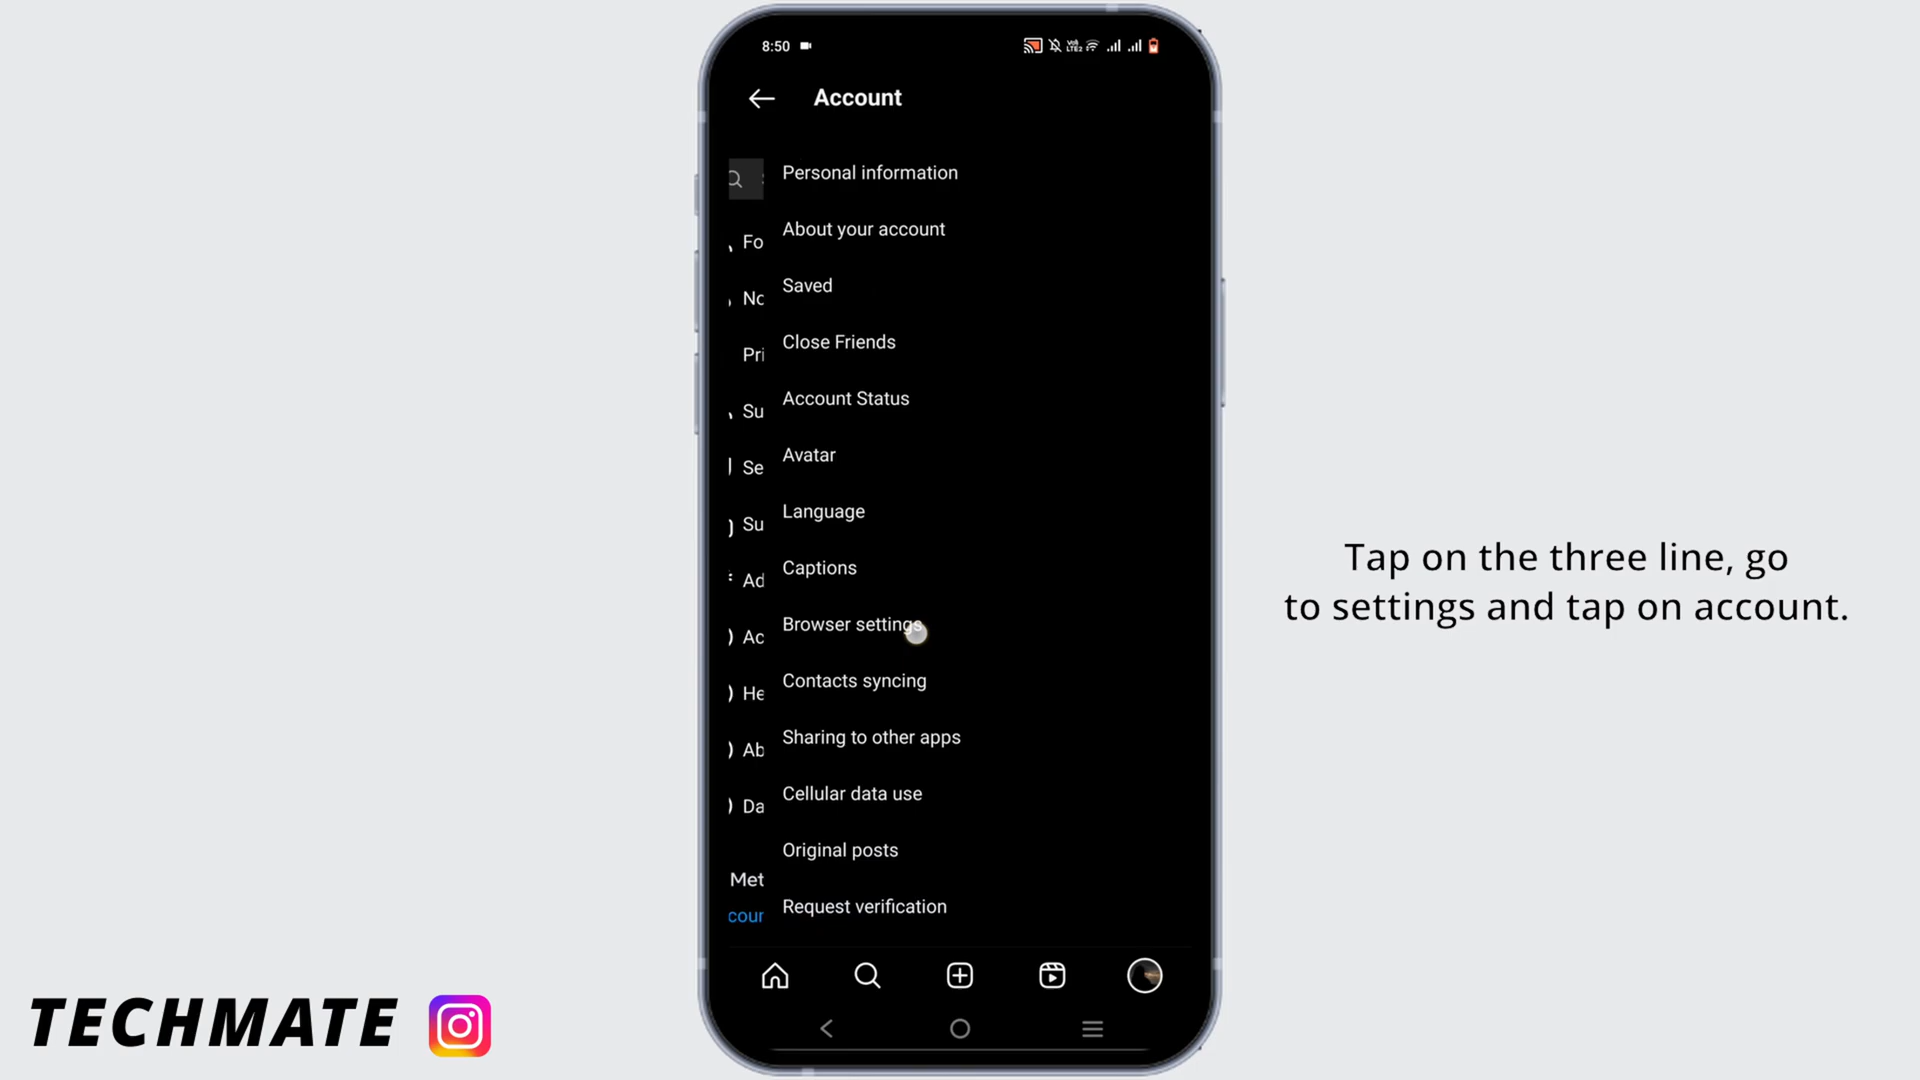 8:50
Account
Personal information
About your account
Fo
Saved
No
Close Friends
Pri
Account Status
Su
Avatar
Se
Language
Su
Captions
Ad
Browser settings
Ac
Contacts syncing
He
Sharing to other apps
Ab
Cellular data use
Da
Original posts
Met
Request verification
cour
Tap on the three line, go
to settings and tap on account.
TECHMATE